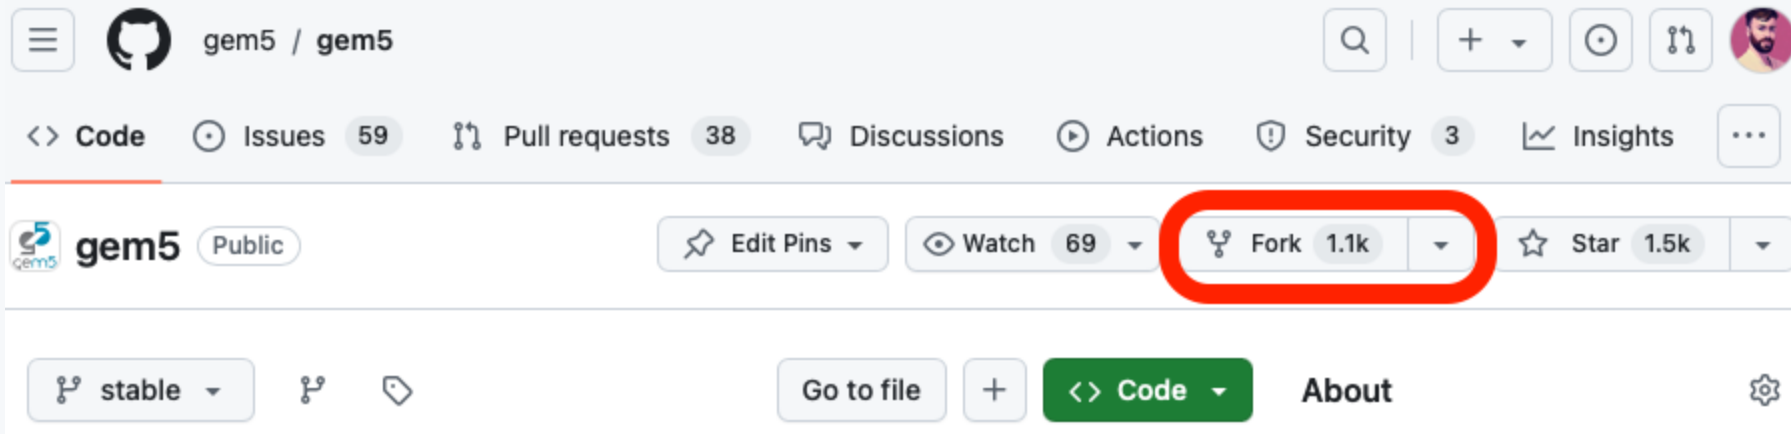 gem5 / gem5
Code Issues 59 Pull requests 38 Discussions Actions Security 3 Insights
gem5 gem5 Public Edit Pins Watch 69 Fork 1.1k Star 1.5k
stable Go to file Code About